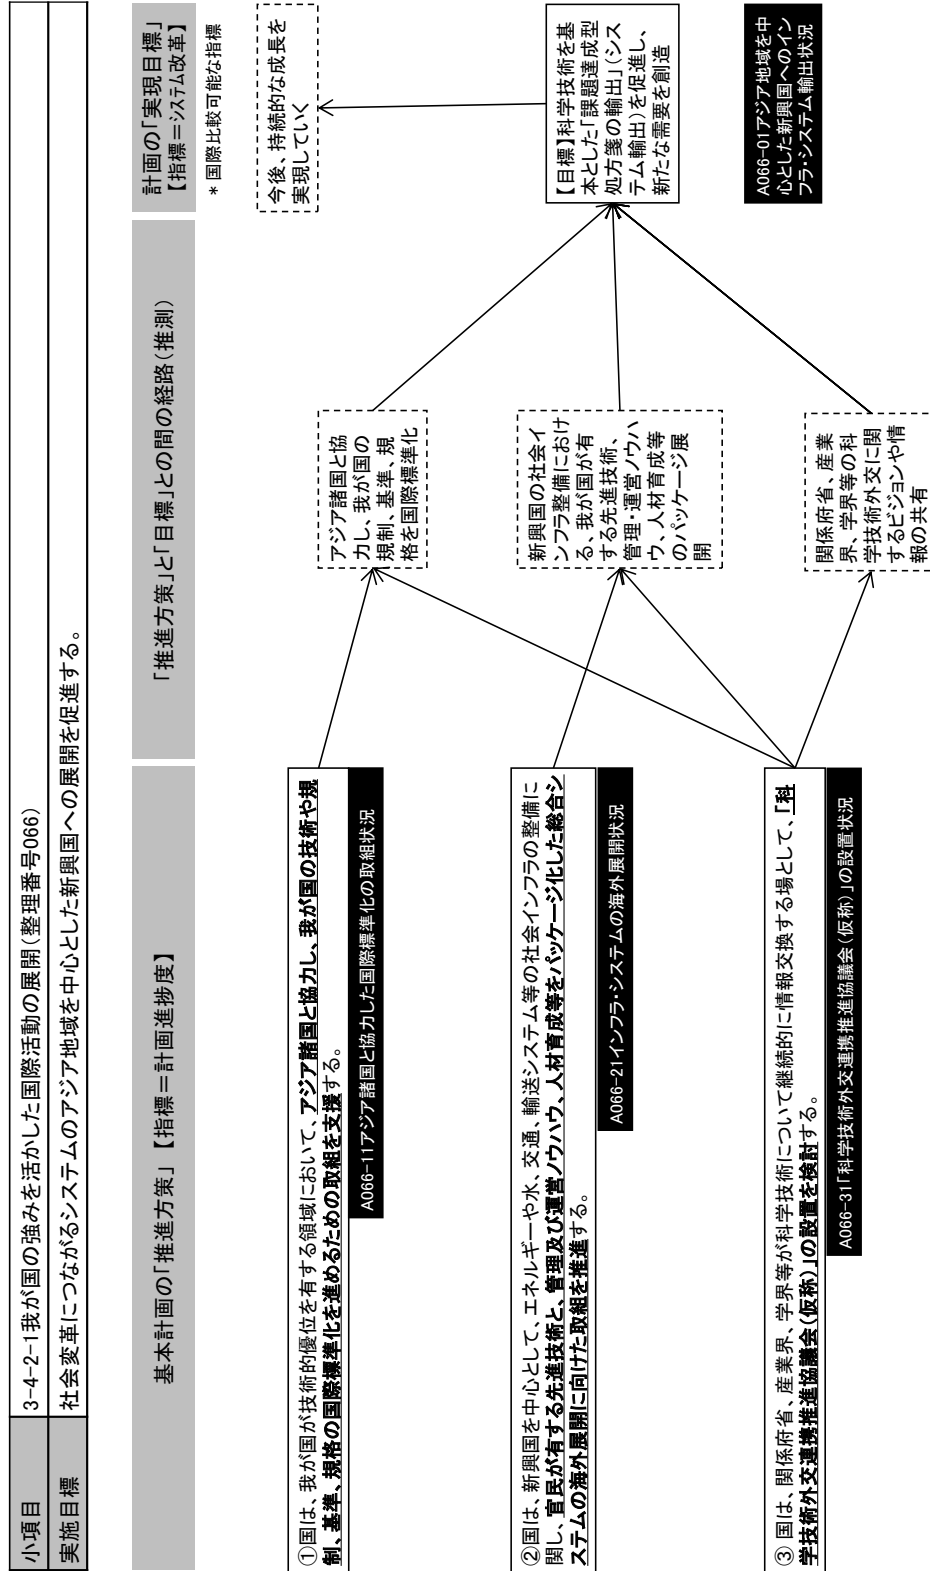 小項目
3-4-2-1我が国の強みを活かした国際活動の展開(整理番号066)
実施目標
社会変革につながるシステムのアジア地域を中心とした新興国への展開を促進する。
基本計画の「推進方策」【指標＝計画進捗度】
「推進方策」と「目標」との間の経路(推測)
計画の「実現目標」
【指標＝システム改革】
＊国際比較可能な指標
①国は、我が国が技術的優位を有する領域において、アジア諸国と協力し、我が国の技術や規
制、基準、規格の国際標準化を進めるための取組を支援する。
A066-11アジア諸国と協力した国際標準化の取組状況
②国は、新興国を中心として、エネルギーや水、交通、輸送システム等の社会インフラの整備に
関し、官民が有する先進技術と、管理及び運営ノウハウ、人材育成等をパッケージ化した総合シ
ステムの海外展開に向けた取組を推進する。
A066-21インフラ・システムの海外展開状況
③ 国は、関係府省、産業界、学界等が科学技術について継続的に情報交換する場として、「科
学技術外交連携推進協議会(仮称)」の設置を検討する。
A066-31「科学技術外交連携推進協議会(仮称)」の設置状況
アジア諸国と協
力し、我が国の
規制、基準、規
格を国際標準化
新興国の社会イ
ンフラ整備におけ
る、我が国が有
する先進技術、
管理・運営ノウハ
ウ、人材育成等
のパッケージ展
開
関係府省、産業
界、学界等の科
学技術外交に関
するビジョンや情
報の共有
今後、持続的な成長を
実現していく
【目標】科学技術を基
本とした「課題達成型
処方箋の輸出」(シス
テム輸出)を促進し、
新たな需要を創造
A066-01アジア地域を中
心とした新興国へのイン
フラ・システム輸出状況